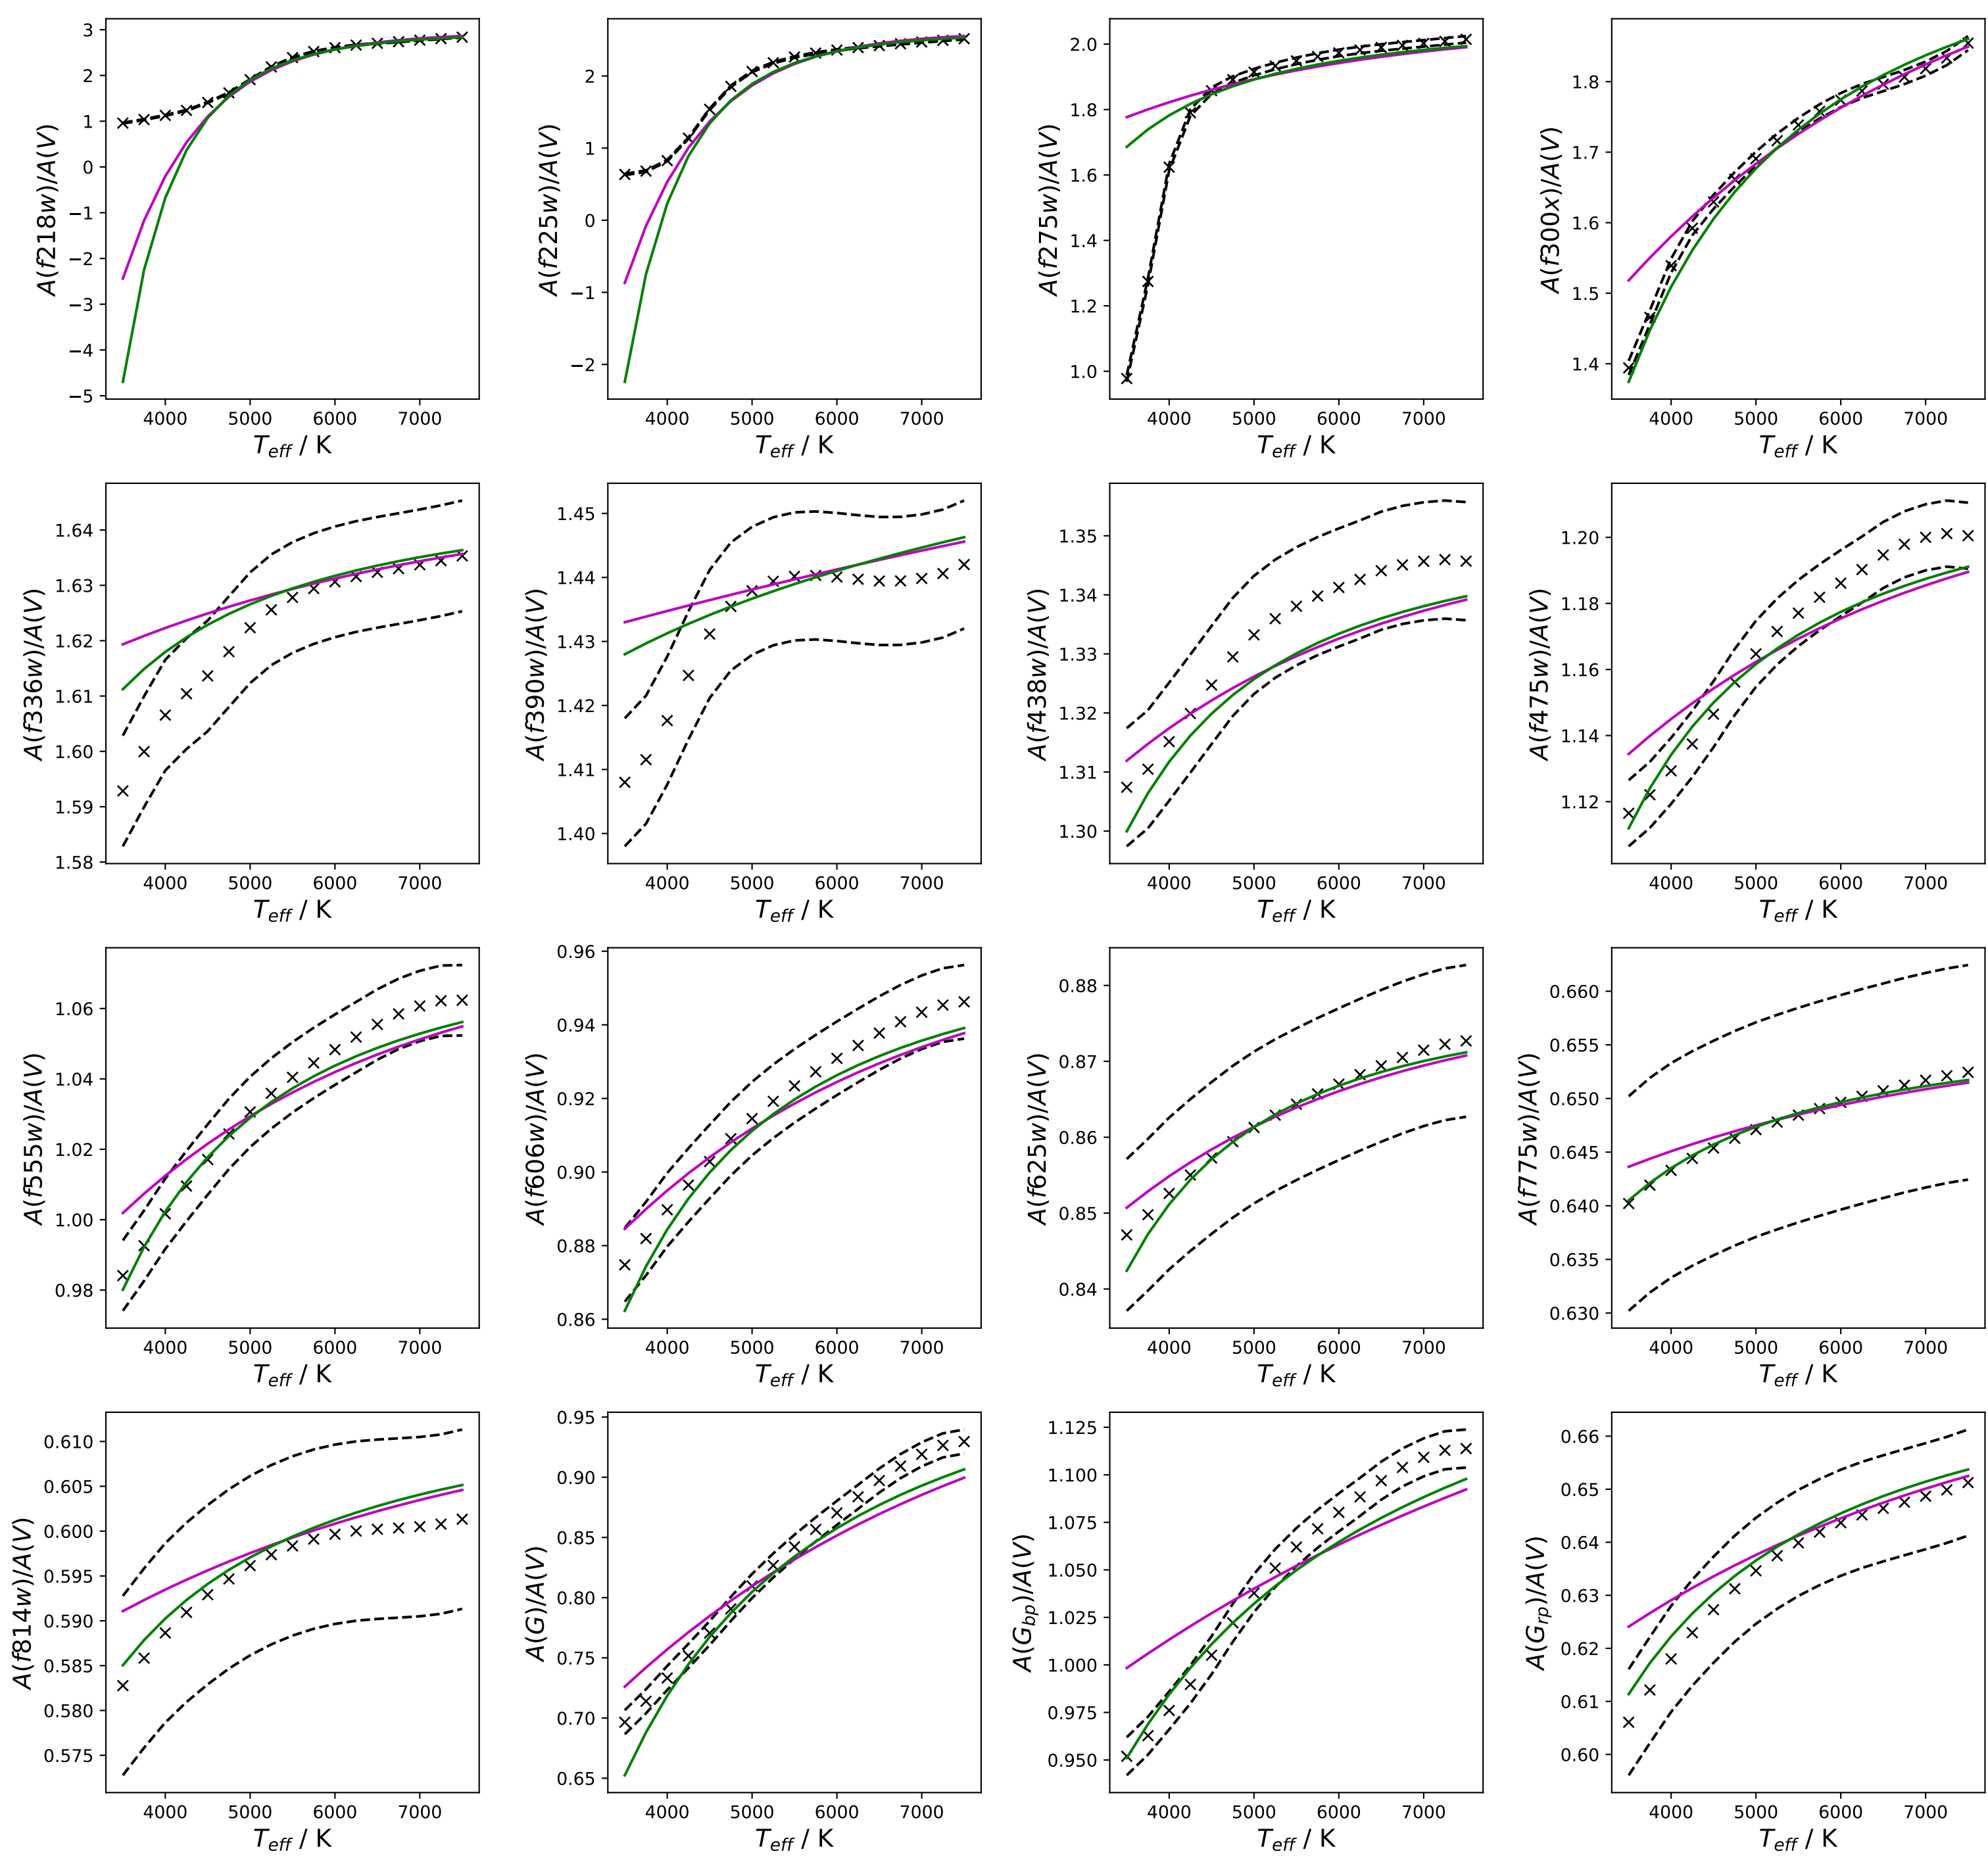 A(f218w)/A(V)
3
2
1
0
−1
−2
−3
−4
−5
4000 5000 6000 7000
T_eff / K
A(f225w)/A(V)
2
1
0
−1
−2
4000 5000 6000 7000
T_eff / K
A(f275w)/A(V)
2.0
1.8
1.6
1.4
1.2
1.0
4000 5000 6000 7000
T_eff / K
A(f300x)/A(V)
1.8
1.7
1.6
1.5
1.4
4000 5000 6000 7000
T_eff / K
A(f336w)/A(V)
1.64
1.63
1.62
1.61
1.60
1.59
1.58
4000 5000 6000 7000
T_eff / K
A(f390w)/A(V)
1.45
1.44
1.43
1.42
1.41
1.40
4000 5000 6000 7000
T_eff / K
A(f438w)/A(V)
1.35
1.34
1.33
1.32
1.31
1.30
4000 5000 6000 7000
T_eff / K
A(f475w)/A(V)
1.20
1.18
1.16
1.14
1.12
4000 5000 6000 7000
T_eff / K
A(f555w)/A(V)
1.06
1.04
1.02
1.00
0.98
4000 5000 6000 7000
T_eff / K
A(f606w)/A(V)
0.96
0.94
0.92
0.90
0.88
0.86
4000 5000 6000 7000
T_eff / K
A(f625w)/A(V)
0.88
0.87
0.86
0.85
0.84
4000 5000 6000 7000
T_eff / K
A(f775w)/A(V)
0.660
0.655
0.650
0.645
0.640
0.635
0.630
4000 5000 6000 7000
T_eff / K
A(f814w)/A(V)
0.610
0.605
0.600
0.595
0.590
0.585
0.580
0.575
4000 5000 6000 7000
T_eff / K
A(G)/A(V)
0.95
0.90
0.85
0.80
0.75
0.70
0.65
4000 5000 6000 7000
T_eff / K
A(G_bp)/A(V)
1.125
1.100
1.075
1.050
1.025
1.000
0.975
0.950
4000 5000 6000 7000
T_eff / K
A(G_rp)/A(V)
0.66
0.65
0.64
0.63
0.62
0.61
0.60
4000 5000 6000 7000
T_eff / K